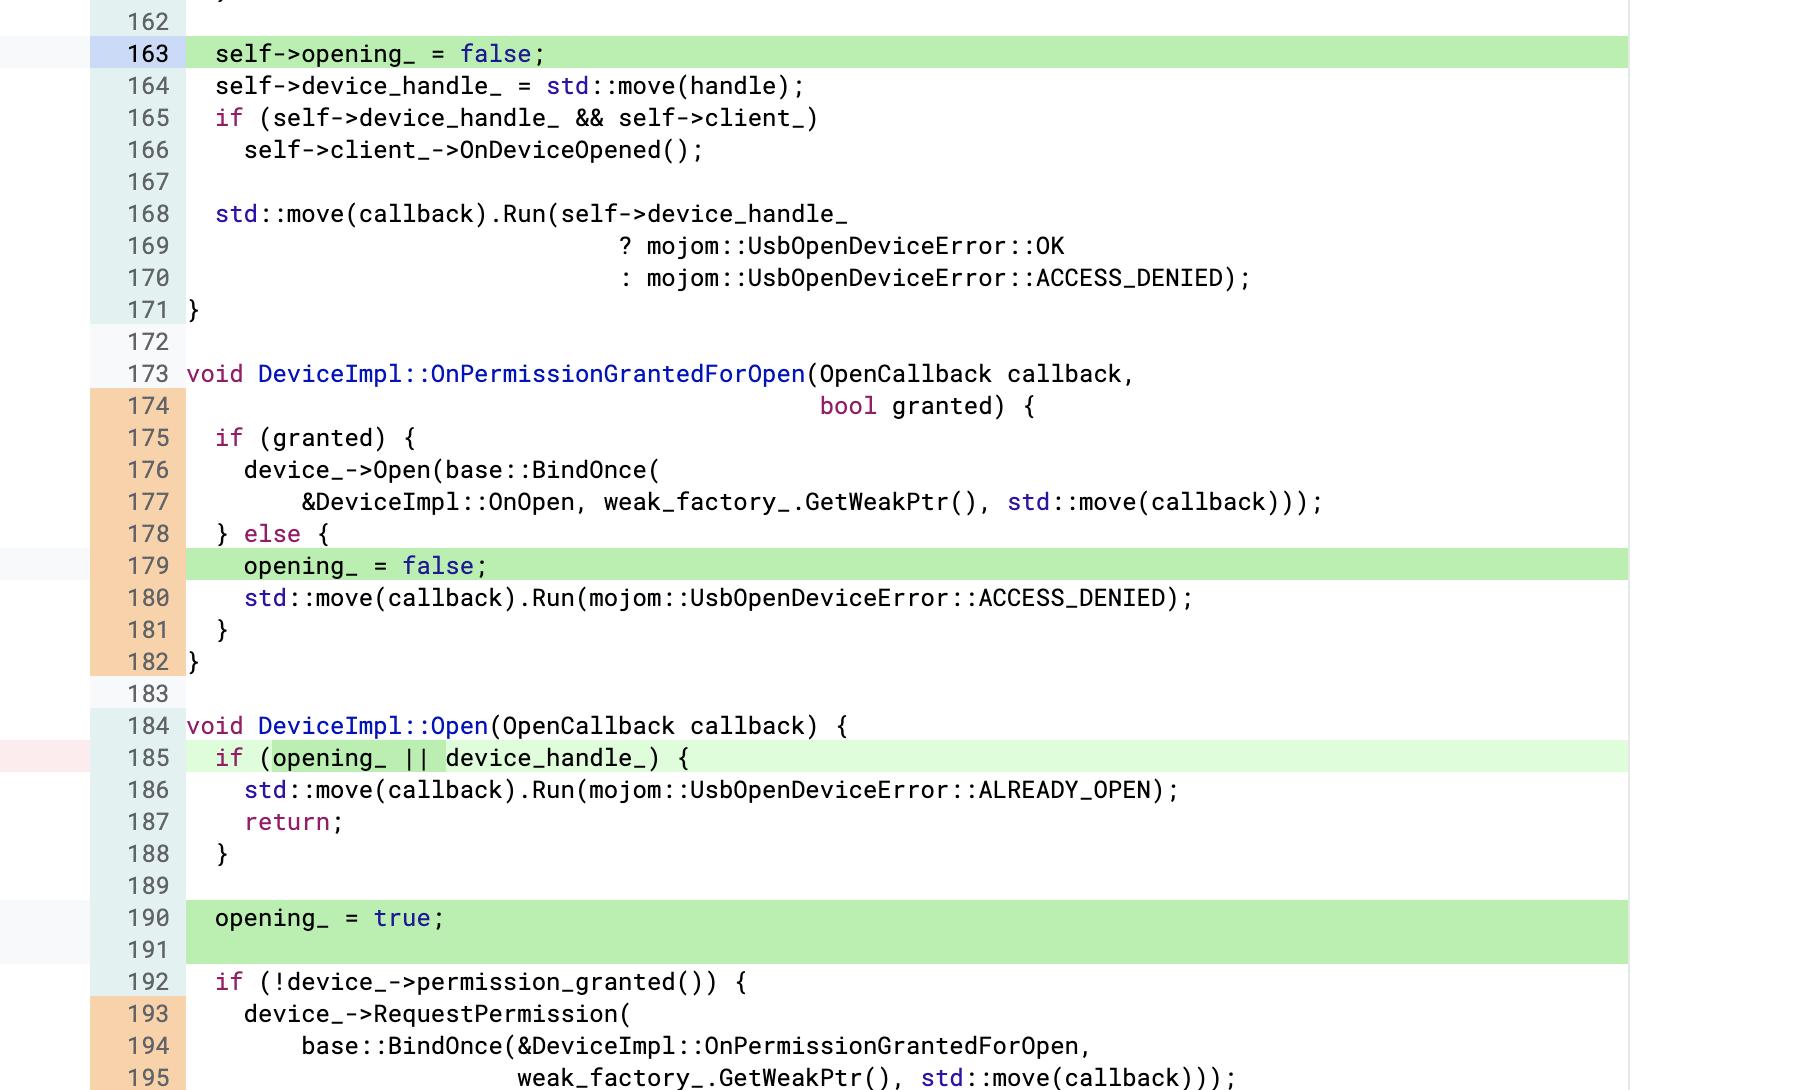 162
163 self->opening_ = false;
164 self->device_handle_ = std::move(handle);
165 if (self->device_handle_ && self->client_)
166 self->client_->OnDeviceOpened();
167
168 std::move(callback).Run(self->device_handle_
169 ? mojom::UsbOpenDeviceError::OK
170 : mojom::UsbOpenDeviceError::ACCESS_DENIED);
171 }
172
173 void DeviceImpl::OnPermissionGrantedForOpen(OpenCallback callback,
174 bool granted) {
175 if (granted) {
176 device_->Open(base::BindOnce(
177 &DeviceImpl::OnOpen, weak_factory_.GetWeakPtr(), std::move(callback)));
178 } else {
179 opening_ = false;
180 std::move(callback).Run(mojom::UsbOpenDeviceError::ACCESS_DENIED);
181 }
182 }
183
184 void DeviceImpl::Open(OpenCallback callback) {
185 if (opening_ || device_handle_) {
186 std::move(callback).Run(mojom::UsbOpenDeviceError::ALREADY_OPEN);
187 return;
188 }
189
190 opening_ = true;
191
192 if (!device_->permission_granted()) {
193 device_->RequestPermission(
194 base::BindOnce(&DeviceImpl::OnPermissionGrantedForOpen,
195 weak_factory_.GetWeakPtr(), std::move(callback)));